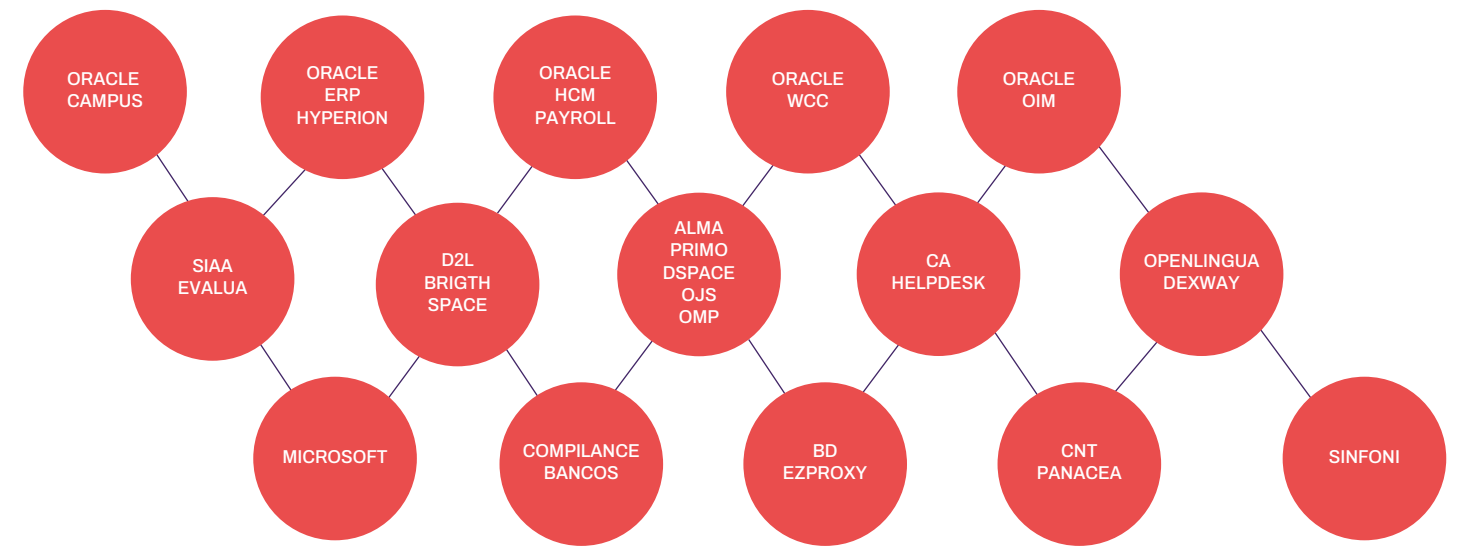 ORACLE
CAMPUS
ORACLE
ERP
HYPERION
ORACLE
HCM
PAYROLL
ORACLE
WCC
ORACLE
OIM
SIAA
EVALUA
D2L
BRIGTH
SPACE
ALMA
PRIMO
DSPACE
OJS
OMP
CA
HELPDESK
OPENLINGUA
DEXWAY
MICROSOFT
COMPILANCE
BANCOS
BD
EZPROXY
CNT
PANACEA
SINFONI